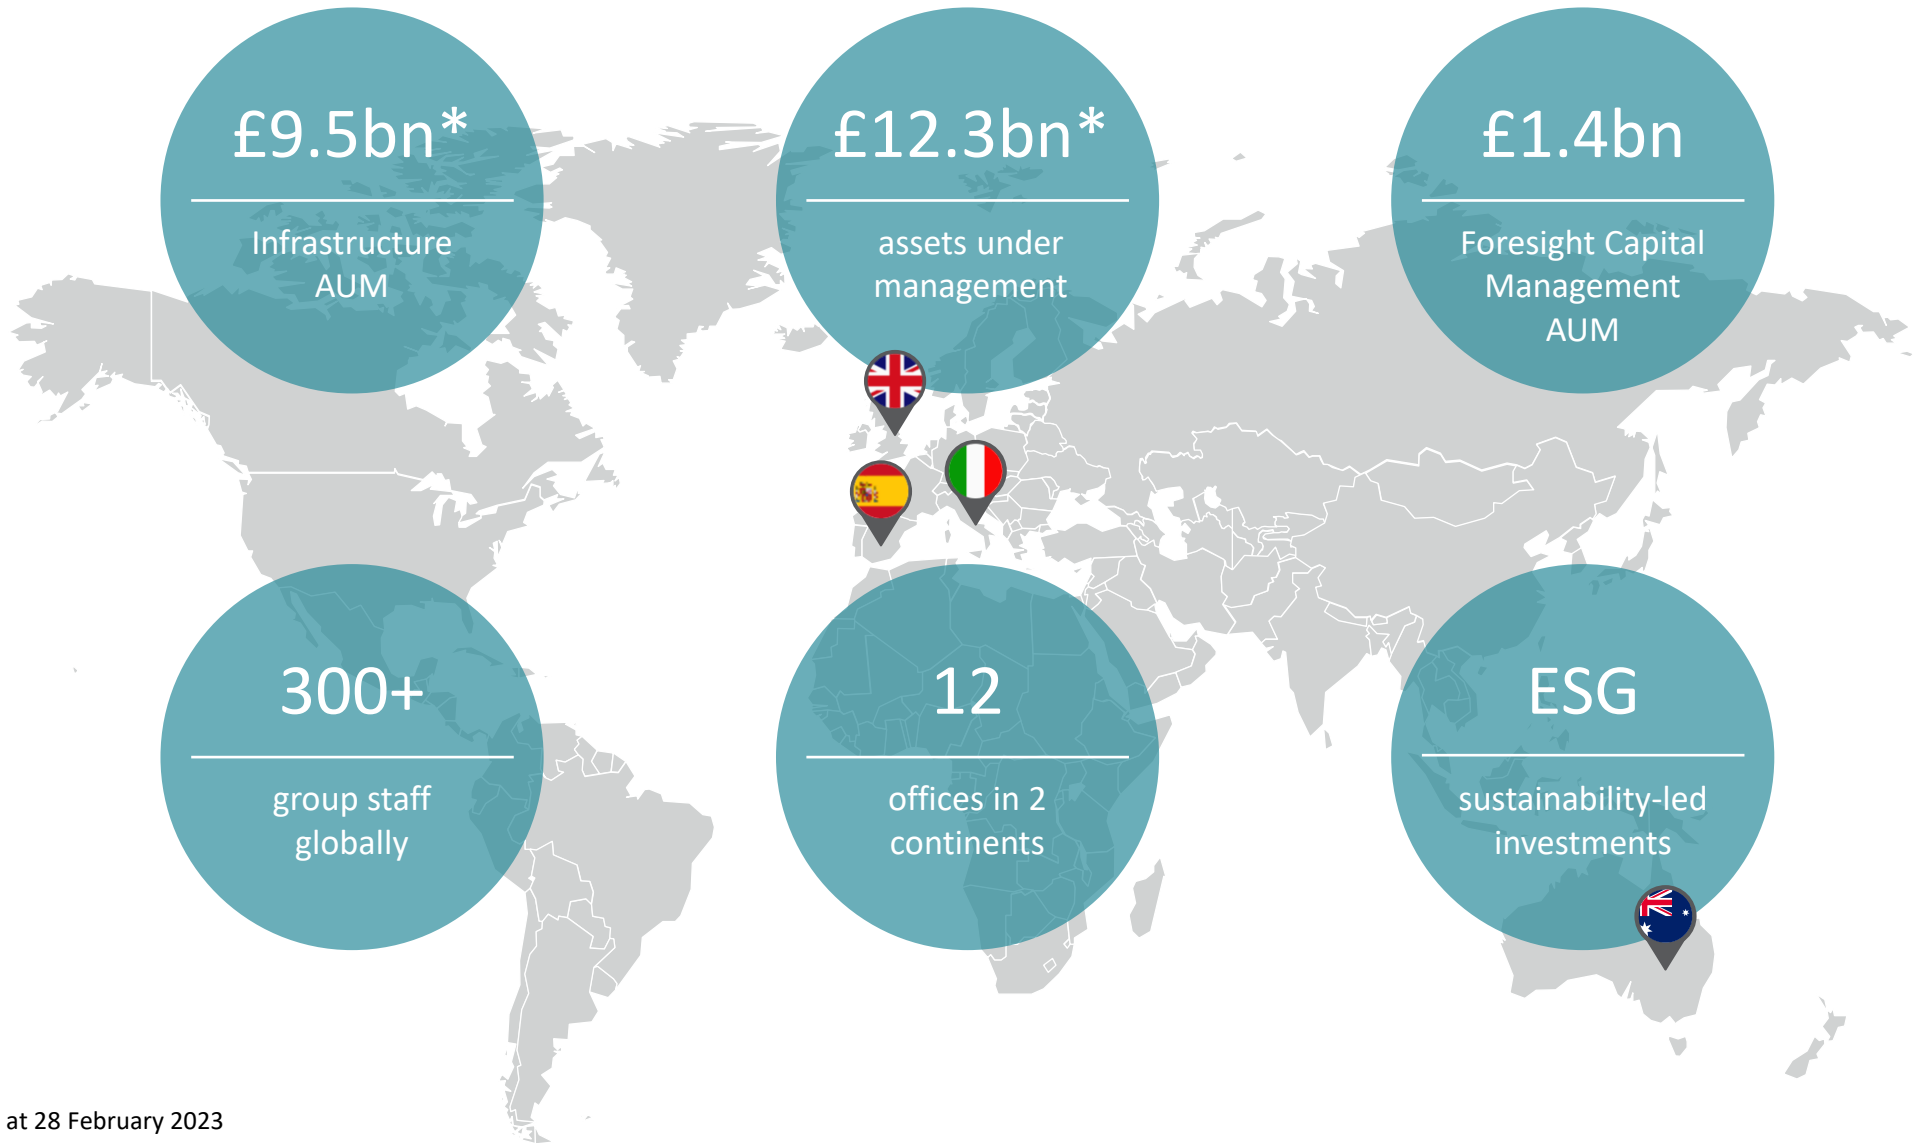 £9.5bn*
Infrastructure
AUM
£12.3bn*
assets under
management
£1.4bn
Foresight Capital
Management
AUM
300+
group staff
globally
12
offices in 2
continents
ESG
sustainability-led
investments
at 28 February 2023